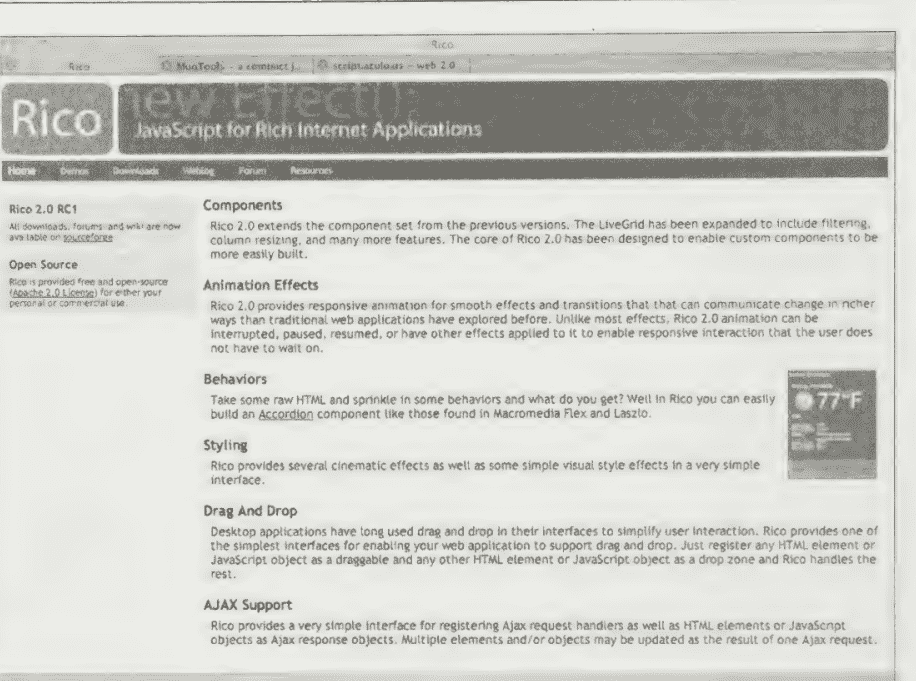 Rico
Rico
MooTools - a compact j...
script.aculo.us - web 2.0
Rico
new Effect():
JavaScript for Rich Internet Applications
Home Demos Downloads Weblog Forum Resources
Rico 2.0 RC1
All downloads, forums, and wiki are now
available on sourceforge
Open Source
Rico is provided free and open-source
(Apache 2.0 License) for either your
personal or commercial use.
Components
Rico 2.0 extends the component set from the previous versions. The LiveGrid has been expanded to include filtering,
column resizing, and many more features. The core of Rico 2.0 has been designed to enable custom components to be
more easily built.
Animation Effects
Rico 2.0 provides responsive animation for smooth effects and transitions that that can communicate change in richer
ways than traditional web applications have explored before. Unlike most effects, Rico 2.0 animation can be
interrupted, paused, resumed, or have other effects applied to it to enable responsive interaction that the user does
not have to wait on.
Behaviors
Take some raw HTML and sprinkle in some behaviors and what do you get? Well in Rico you can easily
build an Accordion component like those found in Macromedia Flex and Laszlo.
77°F
Styling
Rico provides several cinematic effects as well as some simple visual style effects in a very simple
interface.
Drag And Drop
Desktop applications have long used drag and drop in their interfaces to simplify user interaction. Rico provides one of
the simplest interfaces for enabling your web application to support drag and drop. Just register any HTML element or
JavaScript object as a draggable and any other HTML element or JavaScript object as a drop zone and Rico handles the
rest.
AJAX Support
Rico provides a very simple interface for registering Ajax request handlers as well as HTML elements or JavaScript
objects as Ajax response objects. Multiple elements and/or objects may be updated as the result of one Ajax request.